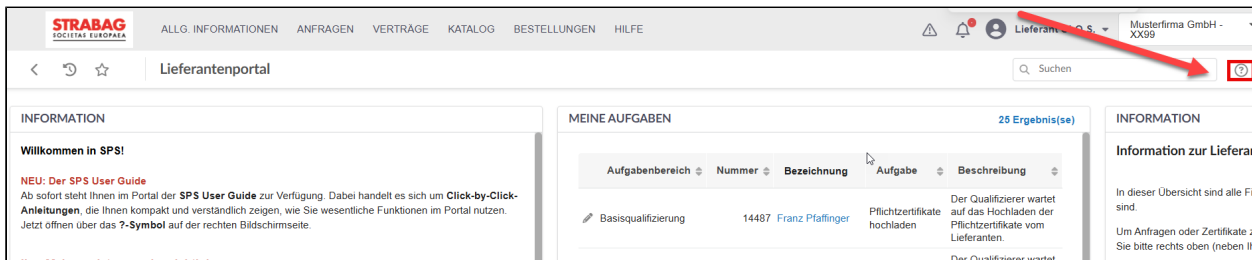 STRABAG
SOCIETAS EUROPAEA
ALLG. INFORMATIONEN ANFRAGEN VERTRÄGE KATALOG BESTELLUNGEN HILFE
Lieferant S.
Musterfirma GmbH -
XX99
Lieferantenportal
Suchen
INFORMATION
Willkommen in SPS!
NEU: Der SPS User Guide
Ab sofort steht Ihnen im Portal der SPS User Guide zur Verfügung. Dabei handelt es sich um Click-by-Click-
Anleitungen, die Ihnen kompakt und verständlich zeigen, wie Sie wesentliche Funktionen im Portal nutzen.
Jetzt öffnen über das ?-Symbol auf der rechten Bildschirmseite.
MEINE AUFGABEN 25 Ergebnis(se)
Aufgabenbereich Nummer Bezeichnung Aufgabe Beschreibung
Basisqualifizierung 14487 Franz Pfaffinger
Pflichtzertifikate
hochladen
Der Qualifizierer wartet
auf das Hochladen der
Pflichtzertifikate vom
Lieferanten.
Der Qualifizierer wartet
INFORMATION
Information zur Lieferan
In dieser Übersicht sind alle Fi
sind.
Um Anfragen oder Zertifikate z
Sie bitte rechts oben (neben Ih